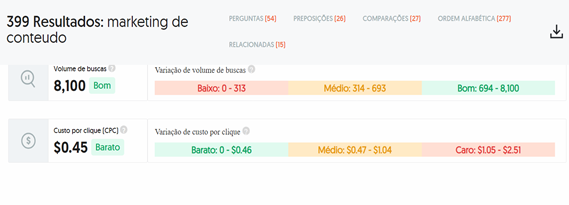 399 Resultados: marketing de conteudo
PERGUNTAS (54) PREPOSIÇÕES (26) COMPARAÇÕES (27) ORDEM ALFABÉTICA (277)
RELACIONADAS (15)
Volume de buscas ?
8,100 Bom
Variação de volume de buscas ?
Baixo: 0 - 313 Médio: 314 - 693 Bom: 694 - 8,100
Custo por clique (CPC) ?
$0.45 Barato
Variação de custo por clique ?
Barato: 0 - $0.46 Médio: $0.47 - $1.04 Caro: $1.05 - $2.51